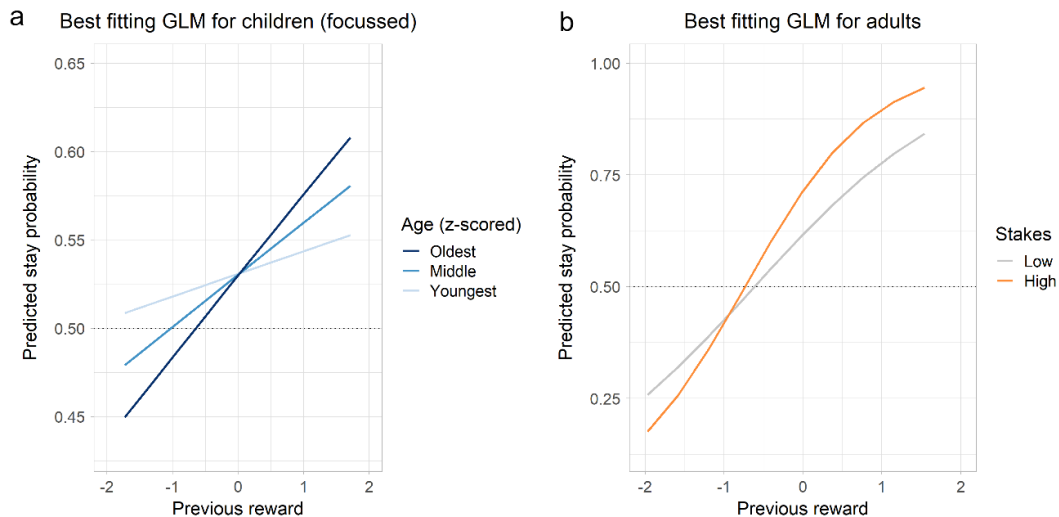 a
Best fitting GLM for children (focussed)
0.65
0.60
0.55
0.50
0.45
Predicted stay probability
-2
-1
0
1
2
Previous reward
Age (z-scored)
Oldest
Middle
Youngest
b
Best fitting GLM for adults
1.00
0.75
0.50
0.25
Predicted stay probability
-2
-1
0
1
2
Previous reward
Stakes
Low
High